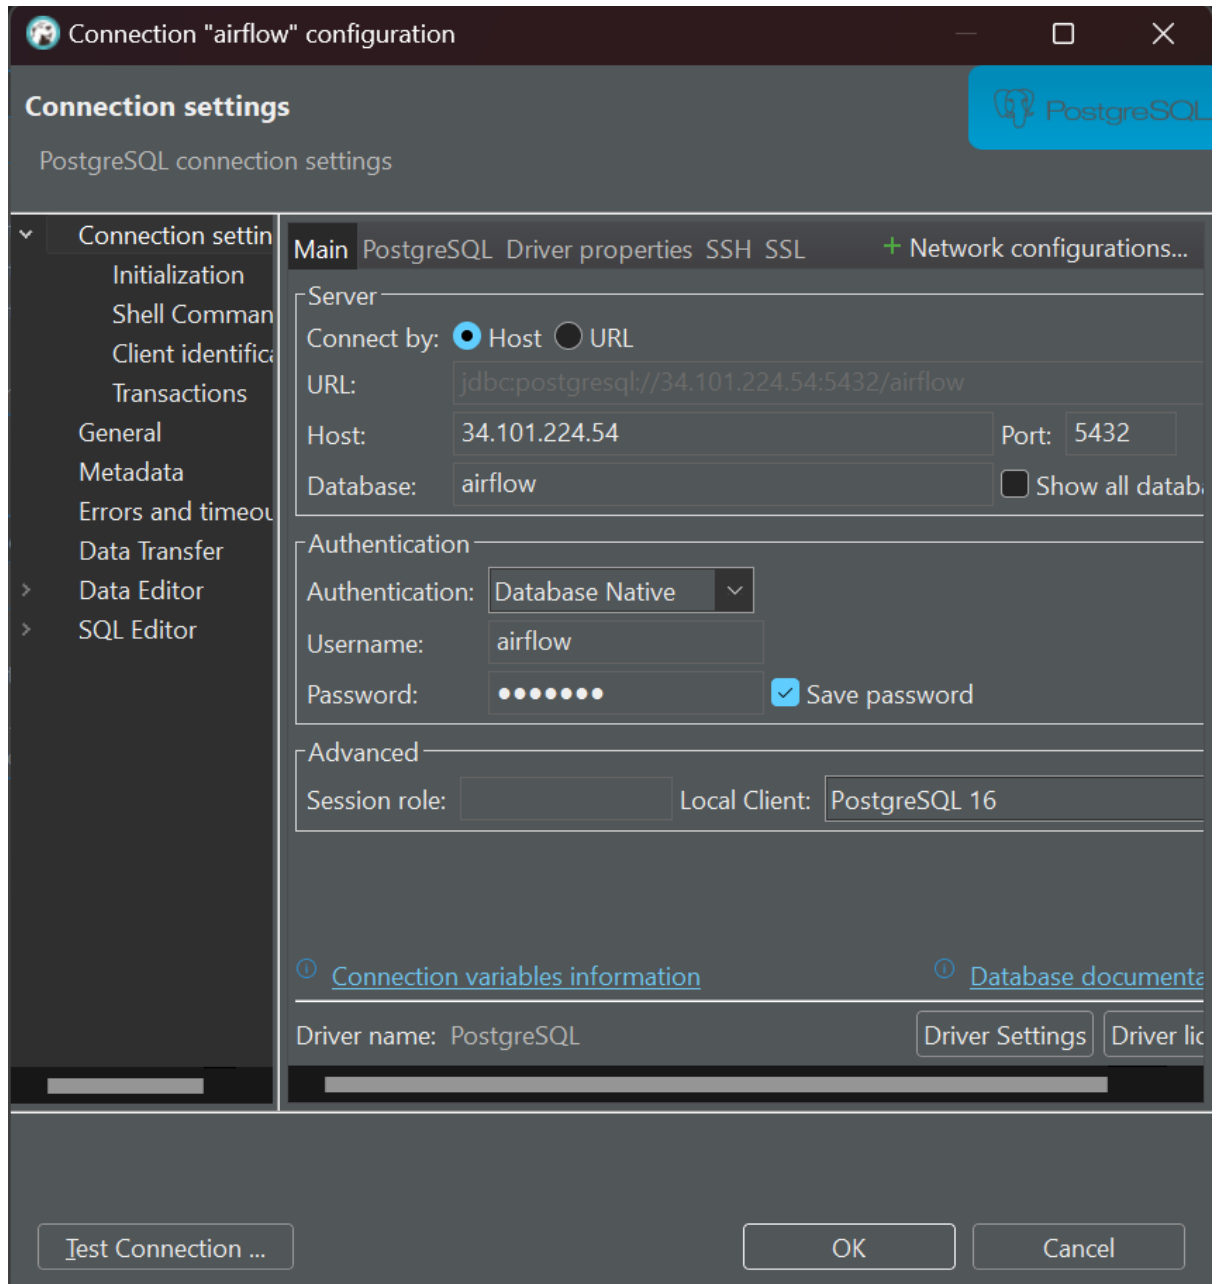 Connection "airflow" configuration
Connection settings
PostgreSQL
PostgreSQL connection settings
Connection settin
Initialization
Shell Comman
Client identifica
Transactions
General
Metadata
Errors and timeou
Data Transfer
Data Editor
SQL Editor
Main PostgreSQL Driver properties SSH SSL + Network configurations...
Server
Connect by: Host URL
URL: jdbc:postgresql://34.101.224.54:5432/airflow
Host: 34.101.224.54 Port: 5432
Database: airflow Show all databa
Authentication
Authentication: Database Native
Username: airflow
Password: ●●●●●●● Save password
Advanced
Session role: Local Client: PostgreSQL 16
Connection variables information Database documenta
Driver name: PostgreSQL Driver Settings Driver lic
Test Connection ... OK Cancel